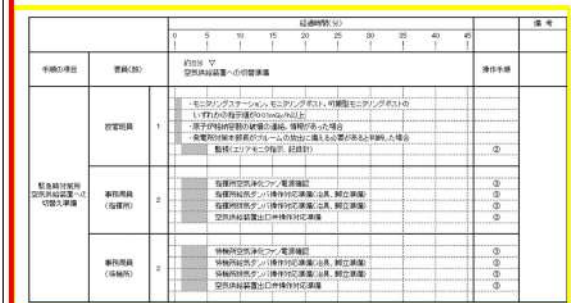 経過時間(分)
備 考
0 5 10 15 20 25 30 35 40 45
手順の項目
要員(数)
約5分 ▽
空気供給装置への切替準備
操作手順
緊急時対策所
空気供給装置への
切替え準備
放管班員
1
・モニタリングステーション、モニタリングポスト、可搬型モニタリングポストの
いずれかの指示値が0.01mGy/h以上
・原子炉格納容器の破損の連絡、情報があった場合
・発電所対策本部長がプルームの放出に備える必要があると判断した場合
監視(エリアモニタ指示、記録計)
①
事務局員
(指揮所)
2
指揮所空気浄化ファン電源確認
②
指揮所給気ダンパ操作対応準備(治具、脚立準備)
③
指揮所排気ダンパ操作対応準備(治具、脚立準備)
③
空気供給装置出口弁操作対応準備
③
事務局員
(待機所)
2
待機所空気浄化ファン電源確認
②
待機所給気ダンパ操作対応準備(治具、脚立準備)
③
待機所排気ダンパ操作対応準備(治具、脚立準備)
③
空気供給装置出口弁操作対応準備
③